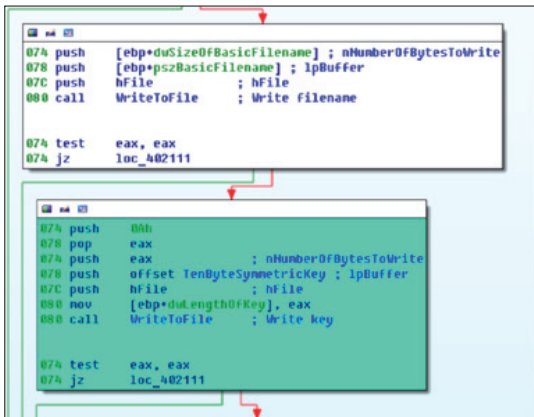 074 push [ebp+dwSizeOfBasicFilename] ; nNumberOfBytesToWrite
078 push [ebp+pszBasicFilename] ; lpBuffer
07C push hFile ; hFile
080 call WriteToFile ; Write filename
074 test eax, eax
074 jz loc_402111
074 push 0Ah
078 pop eax
074 push eax ; nNumberOfBytesToWrite
078 push offset TenByteSymmetricKey ; lpBuffer
07C push hFile ; hFile
080 mov [ebp+dwLengthOfKey], eax
080 call WriteToFile ; Write key
074 test eax, eax
074 jz loc_402111